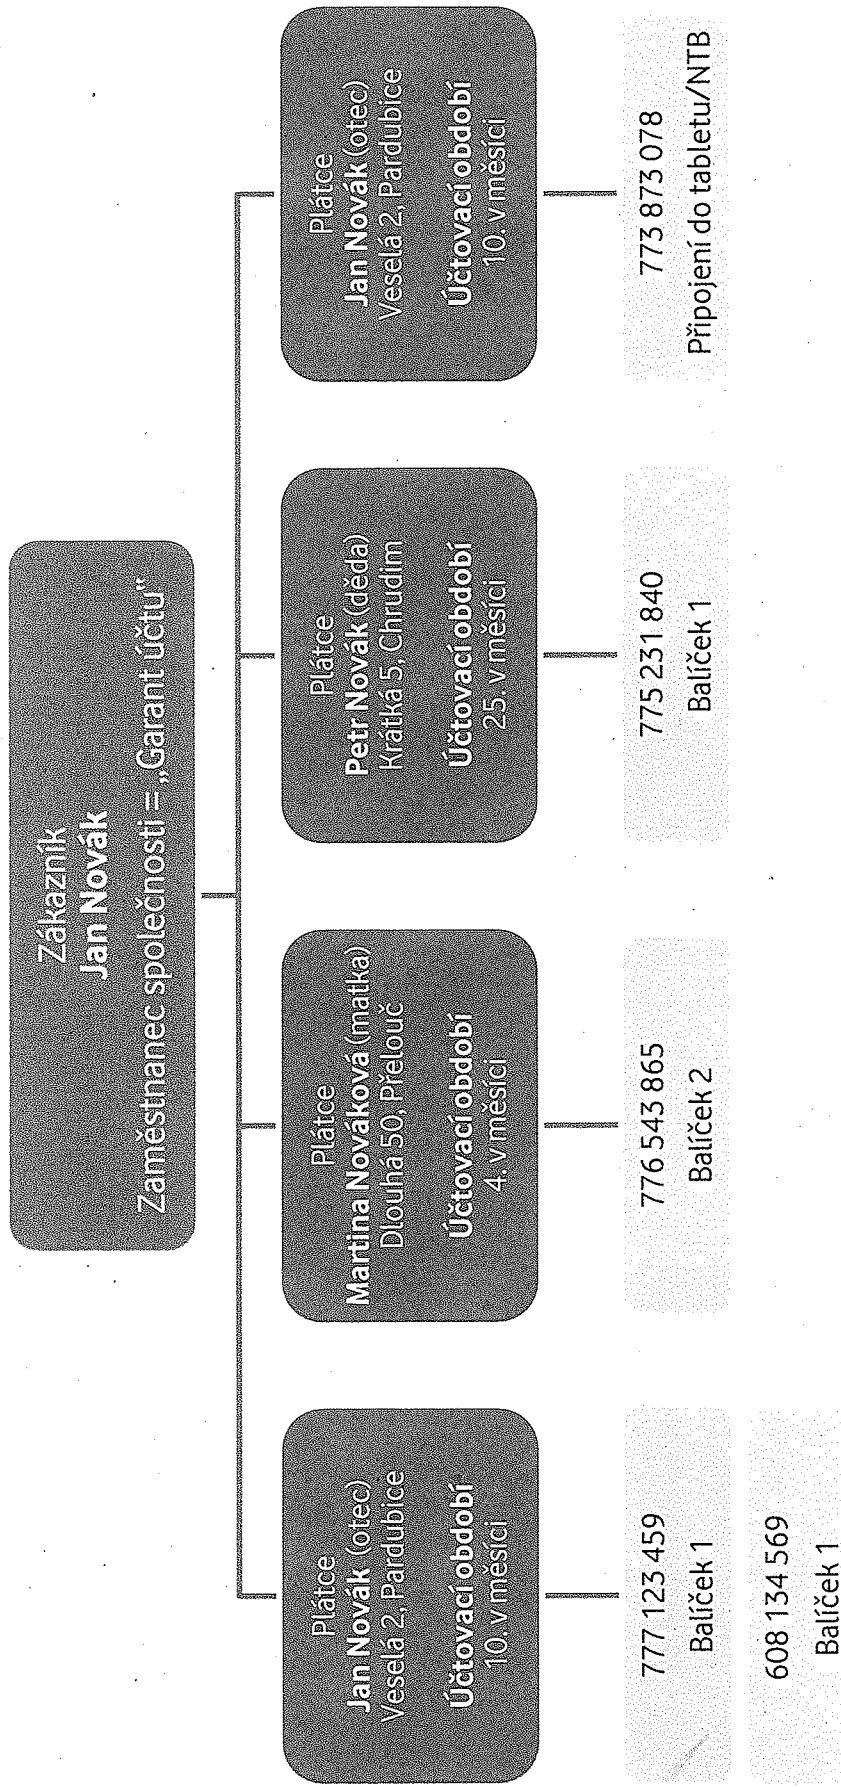 Zákazník
Jan Novák
Zaměstnanec společnosti = „Garant účtu"
Plátce
Jan Novák (otec)
Veselá 2, Pardubice
Účtovací období
10. v měsíci
777 123 459
Balíček 1
608 134 569
Balíček 1
Plátce
Martina Nováková (matka)
Dlouhá 50, Přelouč
Účtovací období
4. v měsíci
776 543 865
Balíček 2
Plátce
Petr Novák (děda)
Krátká 5, Chrudim
Účtovací období
25. v měsíci
775 231 840
Balíček 1
Plátce
Jan Novák (otec)
Veselá 2, Pardubice
Účtovací období
10. v měsíci
773 873 078
Připojení do tabletu/NTB